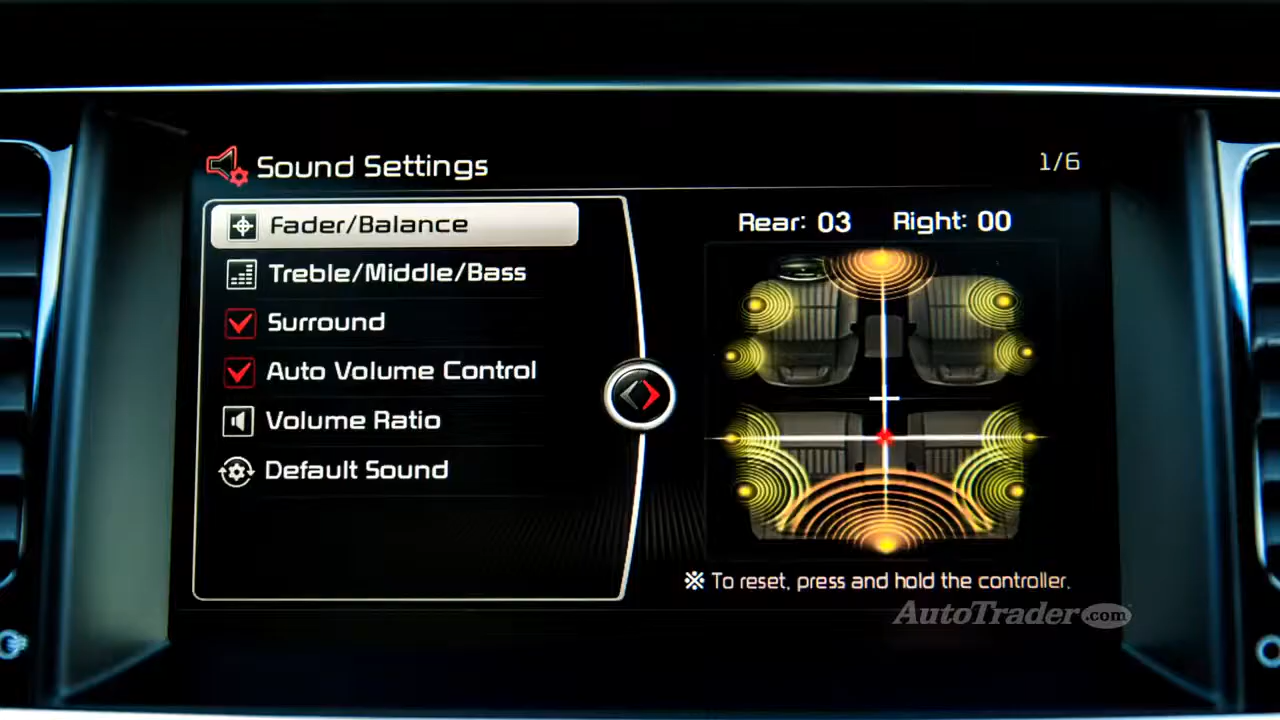 Sound Settings
1/6
Fader/Balance
Treble/Middle/Bass
Surround
Auto Volume Control
Volume Ratio
Default Sound
Rear: 03 Right: 00
※ To reset, press and hold the controller.
AutoTrader.com